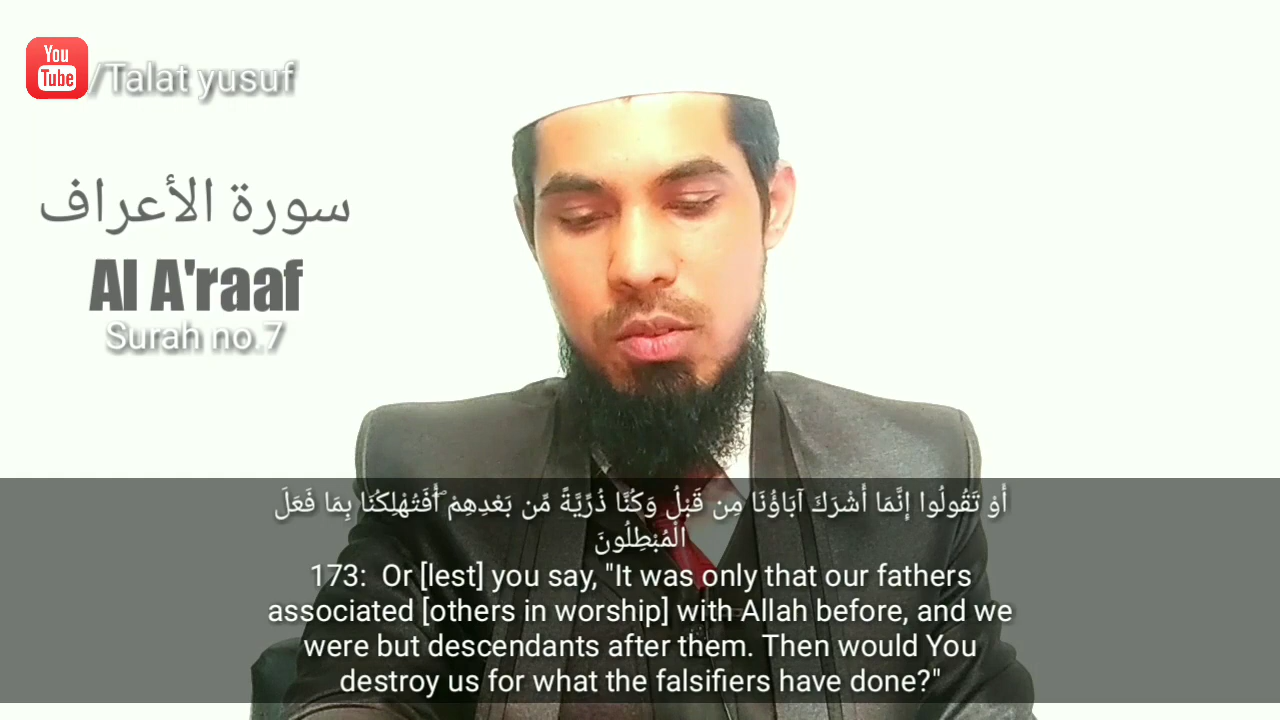 You
Tube
/Talat yusuf
سورة الأعراف
Al A'raaf
Surah no.7
أَوْ تَقُولُوا إِنَّمَا أَشْرَكَ آبَاؤُنَا مِن قَبْلُ وَكُنَّا ذُرِّيَّةً مِّن بَعْدِهِمْ ۖ أَفَتُهْلِكُنَا بِمَا فَعَلَ
الْمُبْطِلُونَ
173:  Or [lest] you say, "It was only that our fathers
associated [others in worship] with Allah before, and we
were but descendants after them. Then would You
destroy us for what the falsifiers have done?"